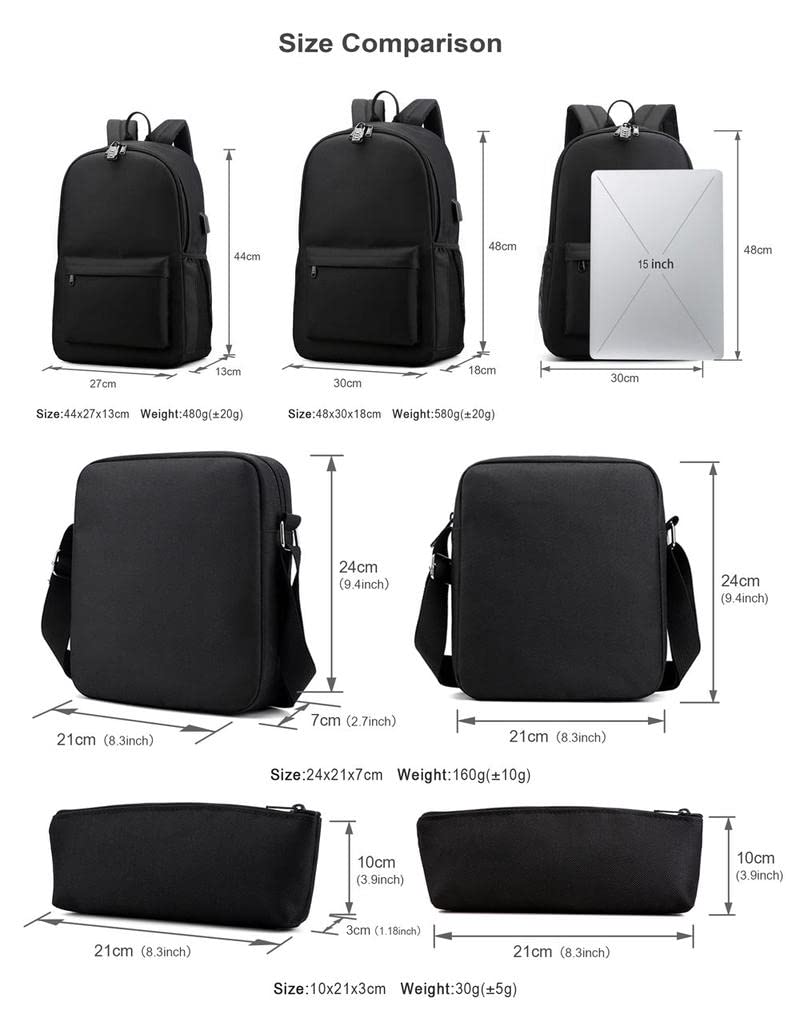 Size Comparison
44cm
27cm
13cm
48cm
30cm
18cm
15 inch
48cm
30cm
Size:44x27x13cm Weight:480g(±20g)
Size:48x30x18cm Weight:580g(±20g)
24cm
(9.4inch)
21cm (8.3inch)
7cm (2.7inch)
24cm
(9.4inch)
21cm (8.3inch)
Size:24x21x7cm Weight:160g(±10g)
10cm
(3.9inch)
3cm (1.18inch)
21cm (8.3inch)
10cm
(3.9inch)
21cm (8.3inch)
Size:10x21x3cm Weight:30g(±5g)